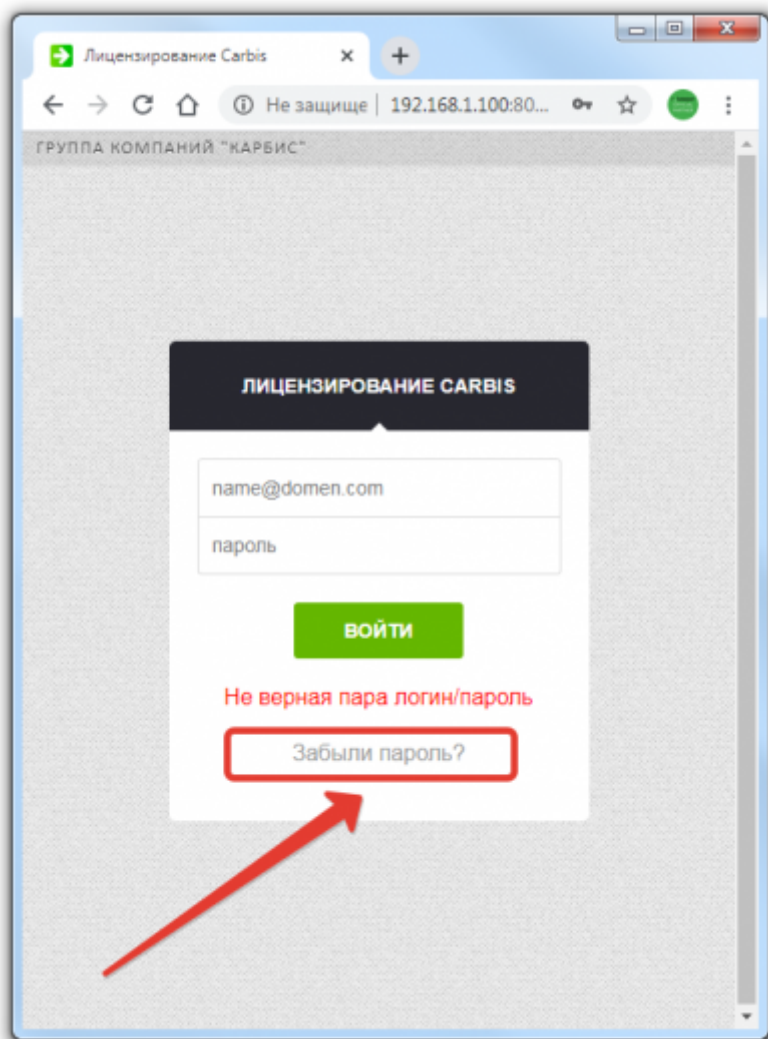 Лицензирование Carbis
Не защище
192.168.1.100:80...
ГРУППА КОМПАНИЙ "КАРБИС"
ЛИЦЕНЗИРОВАНИЕ CARBIS
name@domen.com
пароль
ВОЙТИ
Не верная пара логин/пароль
Забыли пароль?